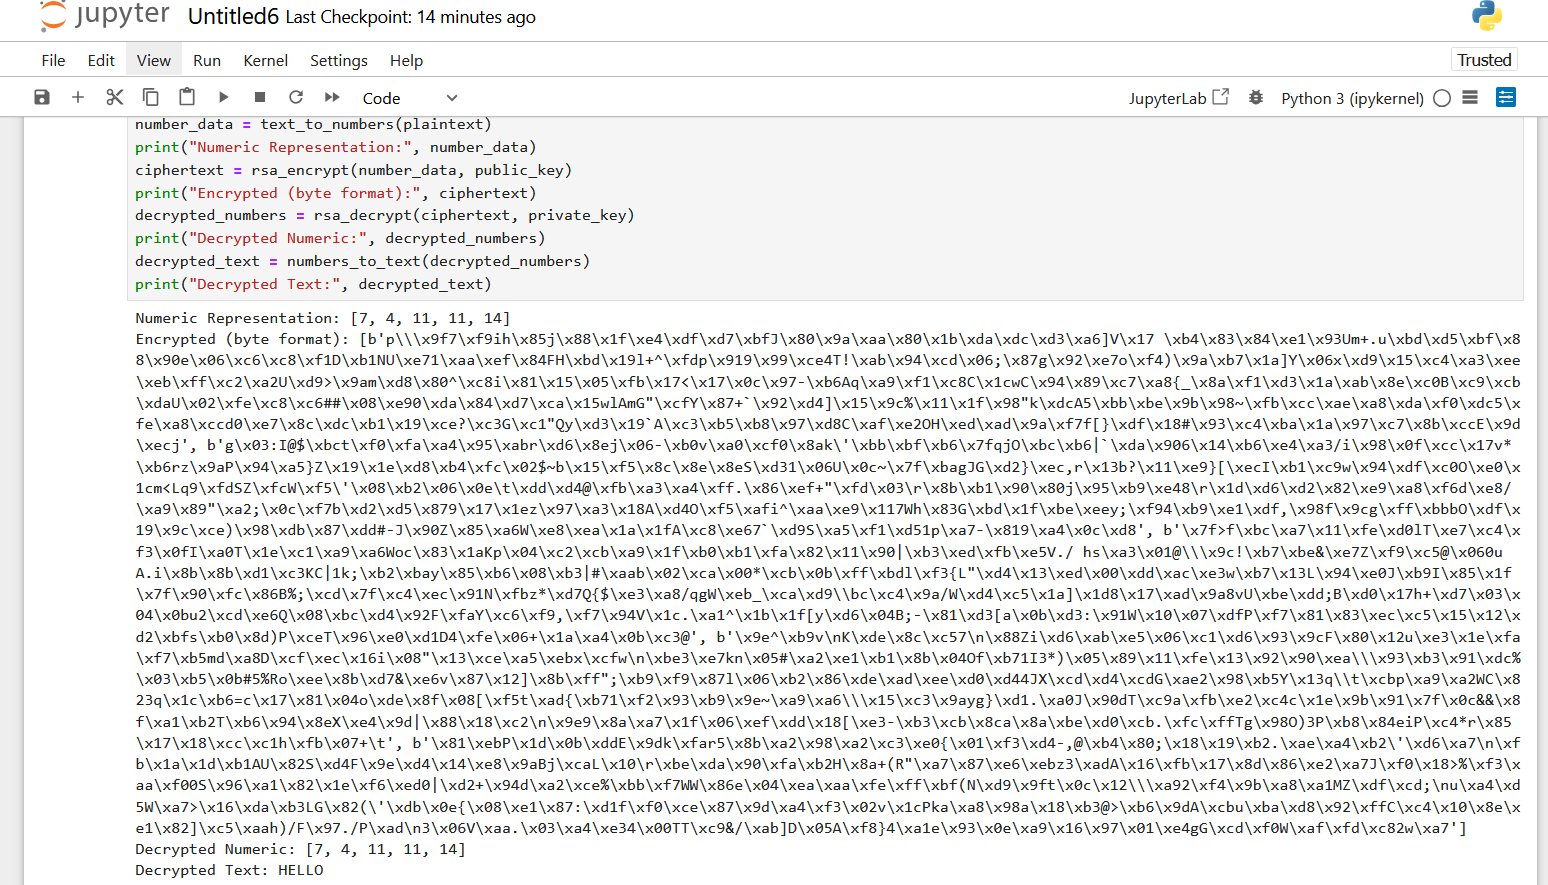 jupyter Untitled6 Last Checkpoint: 14 minutes ago
File Edit View Run Kernel Settings Help Trusted
Code JupyterLab Python 3 (ipykernel)
number_data = text_to_numbers(plaintext)
print("Numeric Representation:", number_data)
ciphertext = rsa_encrypt(number_data, public_key)
print("Encrypted (byte format):", ciphertext)
decrypted_numbers = rsa_decrypt(ciphertext, private_key)
print("Decrypted Numeric:", decrypted_numbers)
decrypted_text = numbers_to_text(decrypted_numbers)
print("Decrypted Text:", decrypted_text)
Numeric Representation: [7, 4, 11, 11, 14]
Encrypted (byte format): [b'p\\\x9f7\xf9ih\x85j\x88\x1f\xe4\xdf\xd7\xbfJ\x80\x9a\xaa\x80\x1b\xda\xdc\xd3\xa6]V\x17 \xb4\x83\x84\xe1\x93Um+.u\xbd\xd5\xbf\x8
8\x90e\x06\xc6\xc8\xf1D\xb1NU\xe71\xaa\xef\x84FH\xbd\x19l+^\xfdp\x919\x99\xce4T!\xab\x94\xcd\x06;\x87g\x92\xe7o\xf4)\x9a\xb7\x1a]Y\x06x\xd9\x15\xc4\xa3\xee
\xeb\xff\xc2\xa2U\xd9>\x9am\xd8\x80^\xc8i\x81\x15\x05\xfb\x17<\x17\x0c\x97-\xb6Aq\xa9\xf1\xc8C\x1cwC\x94\x89\xc7\xa8{_\x8a\xf1\xd3\x1a\xab\x8e\xc0B\xc9\xcb
\xdaU\x02\xfe\xc8\xc6##\x08\xe90\xda\x84\xd7\xca\x15wlAmG"\xcfY\x87+`\x92\xd4]\x15\x9c%\x11\x1f\x98"k\xdcA5\xbb\xbe\x9b\x98~\xfb\xcc\xae\xa8\xda\xf0\xdc5\x
fe\xa8\xccd0\xe7\x8c\xdc\xb1\x19\xce?\xc3G\xc1"Qy\xd3\x19`A\xc3\xb5\xb8\x97\xd8C\xaf\xe2OH\xed\xad\x9a\xf7f[}\xdf\x18#\x93\xc4\xba\x1a\x97\xc7\x8b\xccE\x9d
\xecj', b'g\x03:I@$\xbct\xf0\xfa\xa4\x95\xabr\xd6\x8ej\x06-\xb0v\xa0\xcf0\x8ak\'\xbb\xbf\xb6\x7fqjO\xbc\xb6|`\xda\x906\x14\xb6\xe4\xa3/i\x98\x0f\xcc\x17v*
\xb6rz\x9aP\x94\xa5}Z\x19\x1e\xd8\xb4\xfc\x02$~b\x15\xf5\x8c\x8e\x8eS\xd31\x06U\x0c~\x7f\xbagJG\xd2}\xec,r\x13b?\x11\xe9}[\xecI\xb1\xc9w\x94\xdf\xc0O\xe0\x
1cm<Lq9\xfdSZ\xfcW\xf5\'\x08\xb2\x06\x0e\t\xdd\xd4@\xfb\xa3\xa4\xff.\x86\xef+"\xfd\x03\r\x8b\xb1\x90\x80j\x95\xb9\xe48\r\x1d\xd6\xd2\x82\xe9\xa8\xf6d\xe8/
\xa9\x89"\xa2;\x0c\xf7b\xd2\xd5\x879\x17\x1ez\x97\xa3\x18A\xd4O\xf5\xafi^\xaa\xe9\x117Wh\x83G\xbd\x1f\xbe\xeey;\xf94\xb9\xe1\xdf,\x98f\x9cg\xff\xbbbO\xdf\x
19\x9c\xce)\x98\xdb\x87\xdd#-J\x90Z\x85\xa6W\xe8\xea\x1a\x1fA\xc8\xe67`\xd9S\xa5\xf1\xd51p\xa7-\x819\xa4\x0c\xd8', b'\x7f>f\xbc\xa7\x11\xfe\xd0lT\xe7\xc4\x
f3\x0fI\xa0T\x1e\xc1\xa9\xa6Woc\x83\x1aKp\x04\xc2\xcb\xa9\x1f\xb0\xb1\xfa\x82\x11\x90|\xb3\xed\xfb\xe5V./ hs\xa3\x01@\\\x9c!\xb7\xbe&\xe7Z\xf9\xc5@\x060u
A.i\x8b\x8b\xd1\xc3KC|1k;\xb2\xbay\x85\xb6\x08\xb3|#\xaab\x02\xca\x00*\xcb\x0b\xff\xbdl\xf3{L"\xd4\x13\xed\x00\xdd\xac\xe3w\xb7\x13L\x94\xe0J\xb9I\x85\x1f
\x7f\x90\xfc\x86B%;\xcd\x7f\xc4\xec\x91N\xfbz*\xd7Q{$\xe3\xa8/qgW\xeb_\xca\xd9\\bc\xc4\x9a/W\xd4\xc5\x1a]\x1d8\x17\xad\x9a8vU\xbe\xdd;B\xd0\x17h+\xd7\x03\x
04\x0bu2\xcd\xe6Q\x08\xbc\xd4\x92F\xfaY\xc6\xf9,\xf7\x94V\x1c.\xa1^\x1b\x1f[y\xd6\x04B;-\x81\xd3[a\x0b\xd3:\x91W\x10\x07\xdfP\xf7\x81\x83\xec\xc5\x15\x12\x
d2\xbfs\xb0\x8d)P\xceT\x96\xe0\xd1D4\xfe\x06+\x1a\xa4\x0b\xc3@', b'\x9e^\xb9v\nK\xde\x8c\xc57\n\x88Zi\xd6\xab\xe5\x06\xc1\xd6\x93\x9cF\x80\x12u\xe3\x1e\xfa
\xf7\xb5md\xa8D\xcf\xec\x16i\x08"\x13\xce\xa5\xebx\xcfw\n\xbe3\xe7kn\x05#\xa2\xe1\xb1\x8b\x04Of\xb71I3*)\x05\x89\x11\xfe\x13\x92\x90\xea\\\x93\xb3\x91\xdc%
\x03\xb5\x0b#5%Ro\xee\x8b\xd7&\xe6v\x87\x12]\x8b\xff";\xb9\xf9\x87l\x06\xb2\x86\xde\xad\xee\xd0\xd44JX\xcd\xd4\xcdG\xae2\x98\xb5Y\x13q\\t\xcbp\xa9\xa2WC\x8
23q\x1c\xb6=c\x17\x81\x04o\xde\x8f\x08[\xf5t\xad{\xb71\xf2\x93\xb9\x9e~\xa9\xa6\\\x15\xc3\x9ayg}\xd1.\xa0J\x90dT\xc9a\xfb\xe2\xc4c\x1e\x9b\x91\x7f\x0c&&\x8
f\xa1\xb2T\xb6\x94\x8eX\xe4\x9d|\x88\x18\xc2\n\x9e9\x8a\xa7\x1f\x06\xef\xdd\x18[\xe3-\xb3\xcb\x8ca\x8a\xbe\xd0\xcb.\xfc\xffTg\x98O)3P\xb8\x84eiP\xc4*r\x85
\x17\x18\xcc\xc1h\xfb\x07+\t', b'\x81\xebP\x1d\x0b\xddE\x9dk\xfar5\x8b\xa2\x98\xa2\xc3\xe0{\x01\xf3\xd4-,@\xb4\x80;\x18\x19\xb2.\xae\xa4\xb2\'\xd6\xa7\n\xf
b\x1a\x1d\xb1AU\x82S\xd4F\x9e\xd4\x14\xe8\x9aBj\xcaL\x10\r\xbe\xda\x90\xfa\xb2H\x8a+(R"\xa7\x87\xe6\xebz3\xadA\x16\xfb\x17\x8d\x86\xe2\xa7J\xf0\x18>%\xf3\x
aa\xf00S\x96\xa1\x82\x1e\xf6\xed0|\xd2+\x94d\xa2\xce%\xbb\xf7WW\x86e\x04\xea\xaa\xfe\xff\xbf(N\xd9\x9ft\x0c\x12\\\xa92\xf4\x9b\xa8\xa1MZ\xdf\xcd;\nu\xa4\xd
5W\xa7>\x16\xda\xb3LG\x82(\'\xdb\x0e{\x08\xe1\x87:\xd1f\xf0\xce\x87\x9d\xa4\xf3\x02v\x1cPka\xa8\x98a\x18\xb3@>\xb6\x9dA\xcbu\xba\xd8\x92\xffC\xc4\x10\x8e\x
e1\x82]\xc5\xaah)/F\x97./P\xad\n3\x06V\xaa.\x03\xa4\xe34\x00TT\xc9&/\xab]D\x05A\xf8}4\xa1e\x93\x0e\xa9\x16\x97\x01\xe4gG\xcd\xf0W\xaf\xfd\xc82w\xa7']
Decrypted Numeric: [7, 4, 11, 11, 14]
Decrypted Text: HELLO